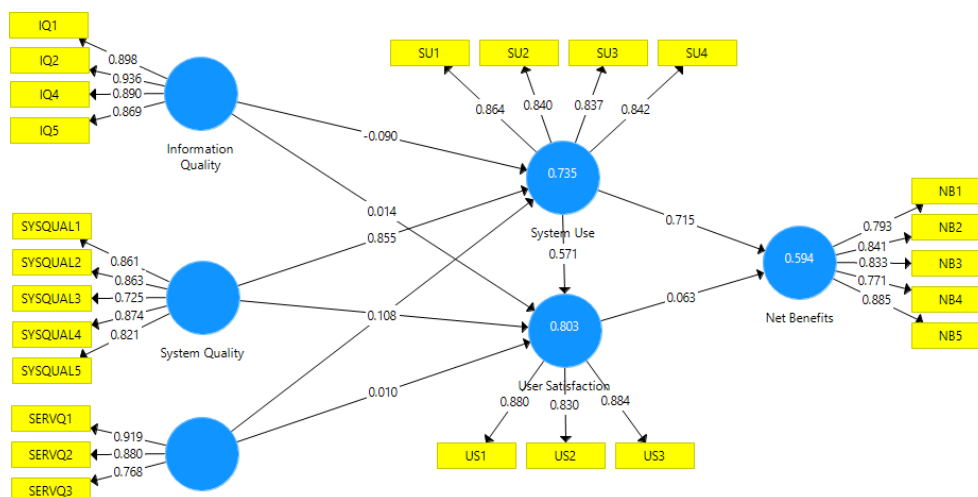 IQ1
IQ2
IQ4
IQ5
0.898
0.936
0.890
0.869
Information
Quality
SU1
SU2
SU3
SU4
0.864
0.840
0.837
0.842
-0.090
0.735
System Use
0.014
0.855
0.571
0.715
SYSQUAL1
SYSQUAL2
SYSQUAL3
SYSQUAL4
SYSQUAL5
0.861
0.863
0.725
0.874
0.821
System Quality
0.108
0.010
0.803
User Satisfaction
0.063
0.594
Net Benefits
0.793
0.841
0.833
0.771
0.885
NB1
NB2
NB3
NB4
NB5
0.880
0.830
0.884
US1
US2
US3
SERVQ1
SERVQ2
SERVQ3
0.919
0.880
0.768